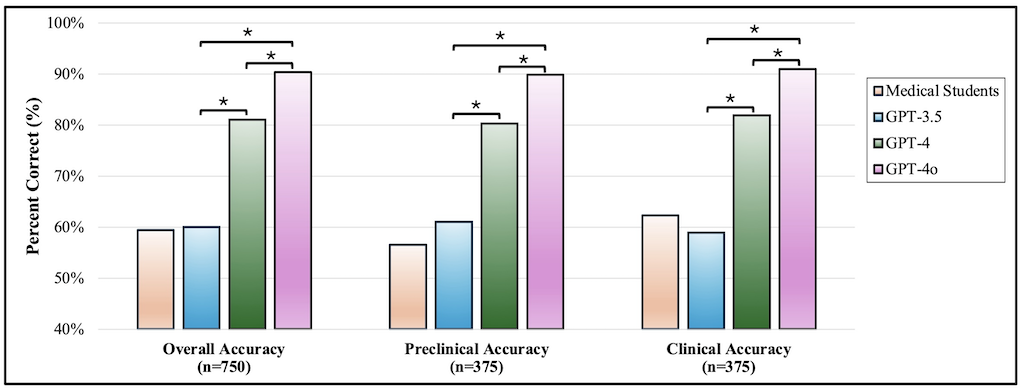 Percent Correct (%)
100%
90%
80%
70%
60%
50%
40%
*
*
*
*
*
*
*
*
*
Overall Accuracy
(n=750)
Preclinical Accuracy
(n=375)
Clinical Accuracy
(n=375)
Medical Students
GPT-3.5
GPT-4
GPT-4o